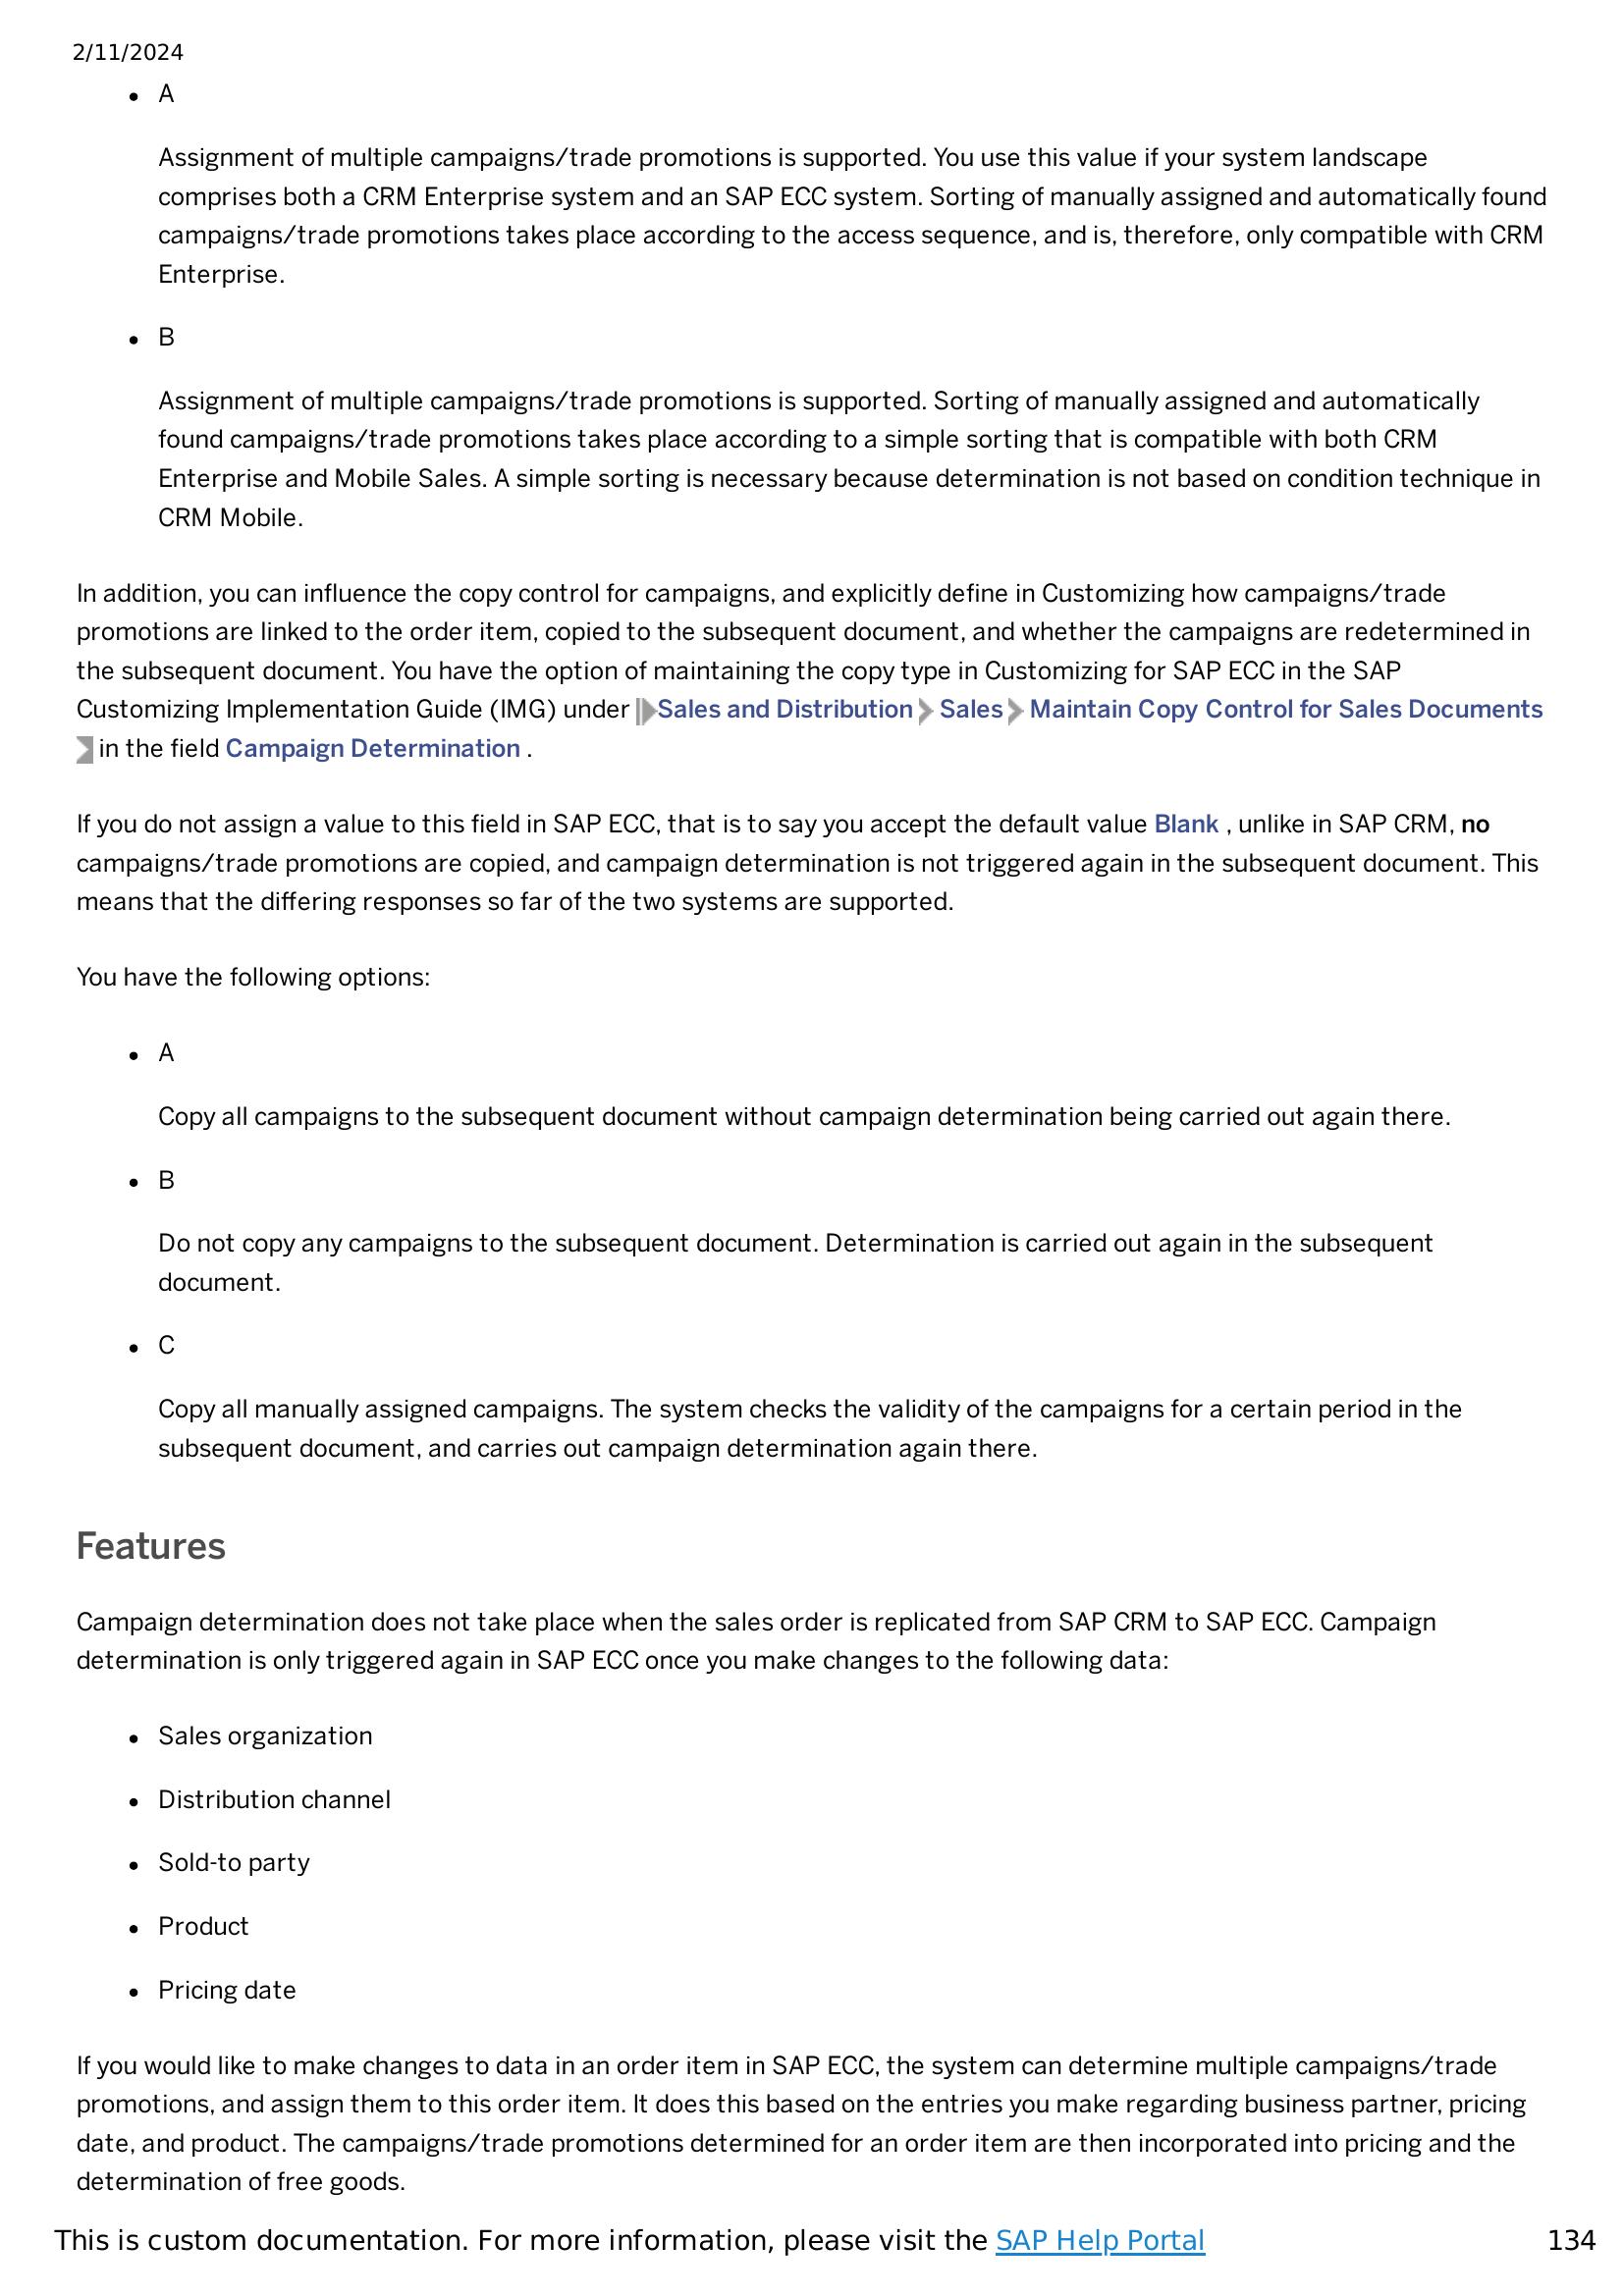 2/11/2024
• A
Assignment of multiple campaigns/trade promotions is supported. You use this value if your system landscape
comprises both a CRM Enterprise system and an SAP ECC system. Sorting of manually assigned and automatically found
campaigns/trade promotions takes place according to the access sequence, and is, therefore, only compatible with CRM
Enterprise.
• B
Assignment of multiple campaigns/trade promotions is supported. Sorting of manually assigned and automatically
found campaigns/trade promotions takes place according to a simple sorting that is compatible with both CRM
Enterprise and Mobile Sales. A simple sorting is necessary because determination is not based on condition technique in
CRM Mobile.
In addition, you can influence the copy control for campaigns, and explicitly define in Customizing how campaigns/trade
promotions are linked to the order item, copied to the subsequent document, and whether the campaigns are redetermined in
the subsequent document. You have the option of maintaining the copy type in Customizing for SAP ECC in the SAP
Customizing Implementation Guide (IMG) under Sales and Distribution Sales Maintain Copy Control for Sales Documents
in the field Campaign Determination .
If you do not assign a value to this field in SAP ECC, that is to say you accept the default value Blank , unlike in SAP CRM, no
campaigns/trade promotions are copied, and campaign determination is not triggered again in the subsequent document. This
means that the differing responses so far of the two systems are supported.
You have the following options:
• A
Copy all campaigns to the subsequent document without campaign determination being carried out again there.
• B
Do not copy any campaigns to the subsequent document. Determination is carried out again in the subsequent
document.
• C
Copy all manually assigned campaigns. The system checks the validity of the campaigns for a certain period in the
subsequent document, and carries out campaign determination again there.
Features
Campaign determination does not take place when the sales order is replicated from SAP CRM to SAP ECC. Campaign
determination is only triggered again in SAP ECC once you make changes to the following data:
• Sales organization
• Distribution channel
• Sold-to party
• Product
• Pricing date
If you would like to make changes to data in an order item in SAP ECC, the system can determine multiple campaigns/trade
promotions, and assign them to this order item. It does this based on the entries you make regarding business partner, pricing
date, and product. The campaigns/trade promotions determined for an order item are then incorporated into pricing and the
determination of free goods.
This is custom documentation. For more information, please visit the SAP Help Portal 134